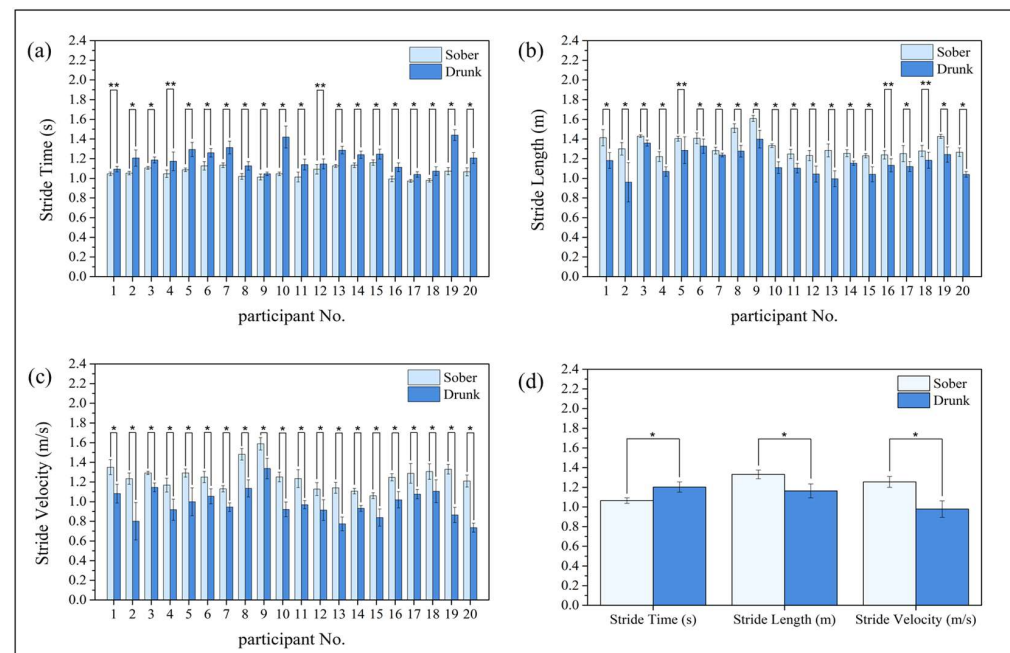 (a)
Stride Time (s)
2.4
2.2
2.0
1.8
1.6
1.4
1.2
1.0
0.8
0.6
0.4
0.2
0.0
Sober
Drunk
** * * ** * * * * * * * ** * * * * * * * *
1 2 3 4 5 6 7 8 9 10 11 12 13 14 15 16 17 18 19 20
participant No.
(b)
Stride Length (m)
2.4
2.2
2.0
1.8
1.6
1.4
1.2
1.0
0.8
0.6
0.4
0.2
0.0
Sober
Drunk
* * * * ** * * * * * * * * * * ** * ** * *
1 2 3 4 5 6 7 8 9 10 11 12 13 14 15 16 17 18 19 20
participant No.
(c)
Stride Velocity (m/s)
2.4
2.2
2.0
1.8
1.6
1.4
1.2
1.0
0.8
0.6
0.4
0.2
0.0
Sober
Drunk
* * * * * * * * * * * * * * * * * * * *
1 2 3 4 5 6 7 8 9 10 11 12 13 14 15 16 17 18 19 20
participant No.
(d)
2.4
2.2
2.0
1.8
1.6
1.4
1.2
1.0
0.8
0.6
0.4
0.2
0.0
Sober
Drunk
* * *
Stride Time (s) Stride Length (m) Stride Velocity (m/s)